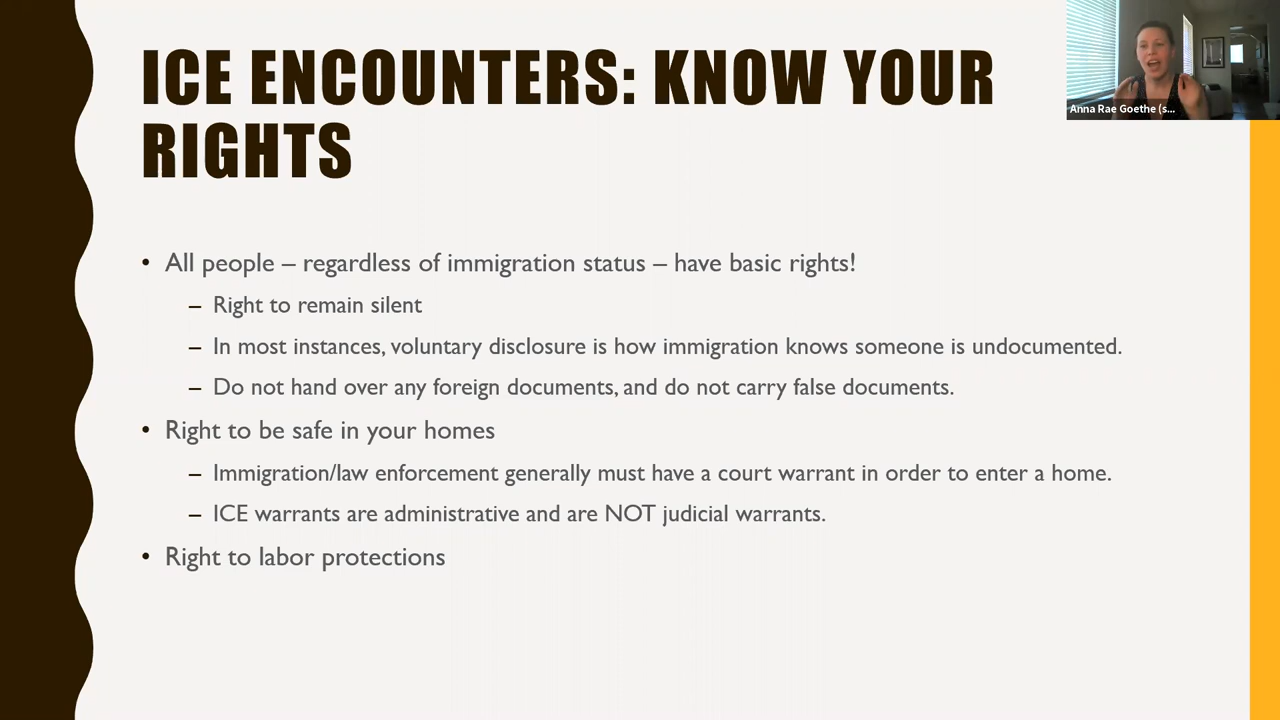 ICE ENCOUNTERS: KNOW YOUR
RIGHTS
Anna Rae Goethe (s...
• All people – regardless of immigration status – have basic rights!
– Right to remain silent
– In most instances, voluntary disclosure is how immigration knows someone is undocumented.
– Do not hand over any foreign documents, and do not carry false documents.
• Right to be safe in your homes
– Immigration/law enforcement generally must have a court warrant in order to enter a home.
– ICE warrants are administrative and are NOT judicial warrants.
• Right to labor protections